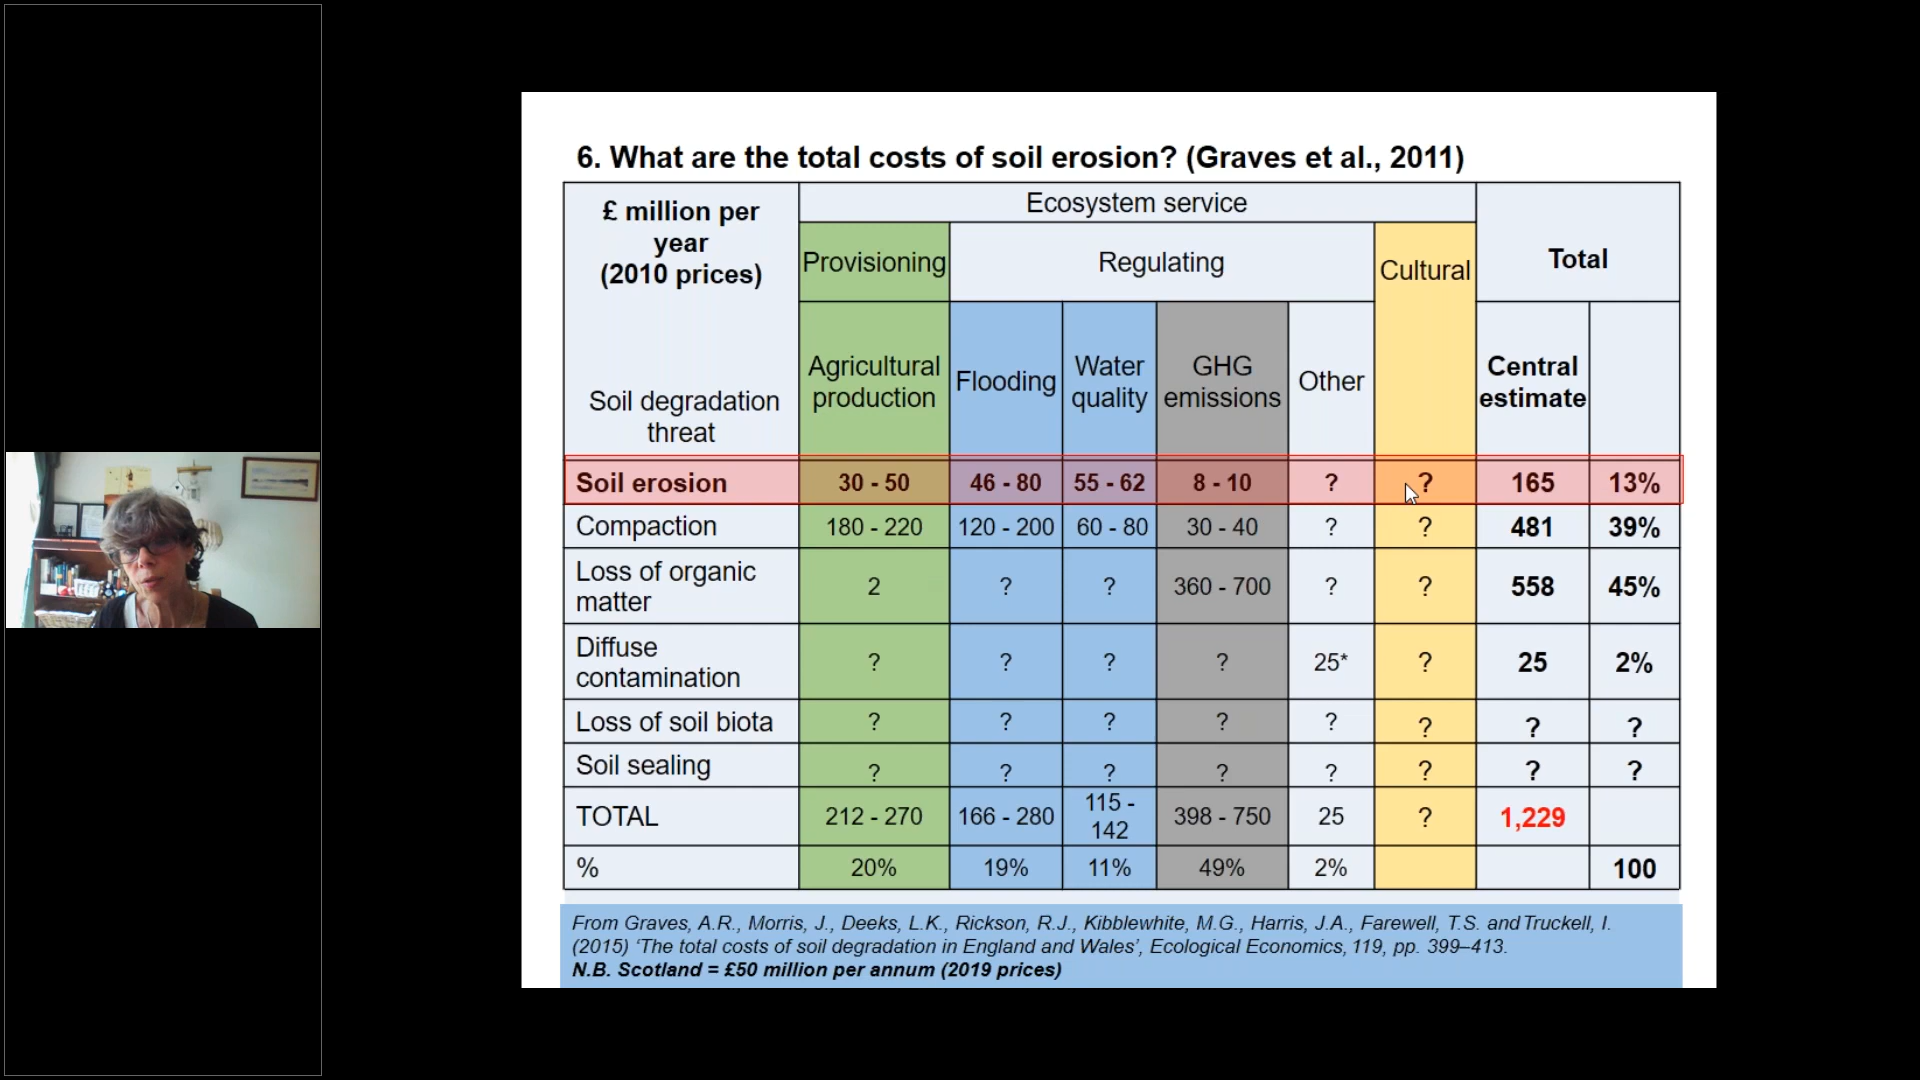 6. What are the total costs of soil erosion? (Graves et al., 2011)
£ million per
year
(2010 prices)
Soil degradation
threat
Ecosystem service
Provisioning
Regulating
Cultural
Total
Agricultural
production
Flooding
Water
quality
GHG
emissions
Other
Central
estimate
Soil erosion 30 - 50 46 - 80 55 - 62 8 - 10 ? ? 165 13%
Compaction 180 - 220 120 - 200 60 - 80 30 - 40 ? ? 481 39%
Loss of organic
matter
2 ? ? 360 - 700 ? ? 558 45%
Diffuse
contamination
? ? ? ? 25* ? 25 2%
Loss of soil biota ? ? ? ? ? ? ? ?
Soil sealing ? ? ? ? ? ? ? ?
TOTAL 212 - 270 166 - 280
115 -
142
398 - 750 25 ? 1,229
% 20% 19% 11% 49% 2% 100
From Graves, A.R., Morris, J., Deeks, L.K., Rickson, R.J., Kibblewhite, M.G., Harris, J.A., Farewell, T.S. and Truckell, I.
(2015) ‘The total costs of soil degradation in England and Wales’, Ecological Economics, 119, pp. 399–413.
N.B. Scotland = £50 million per annum (2019 prices)